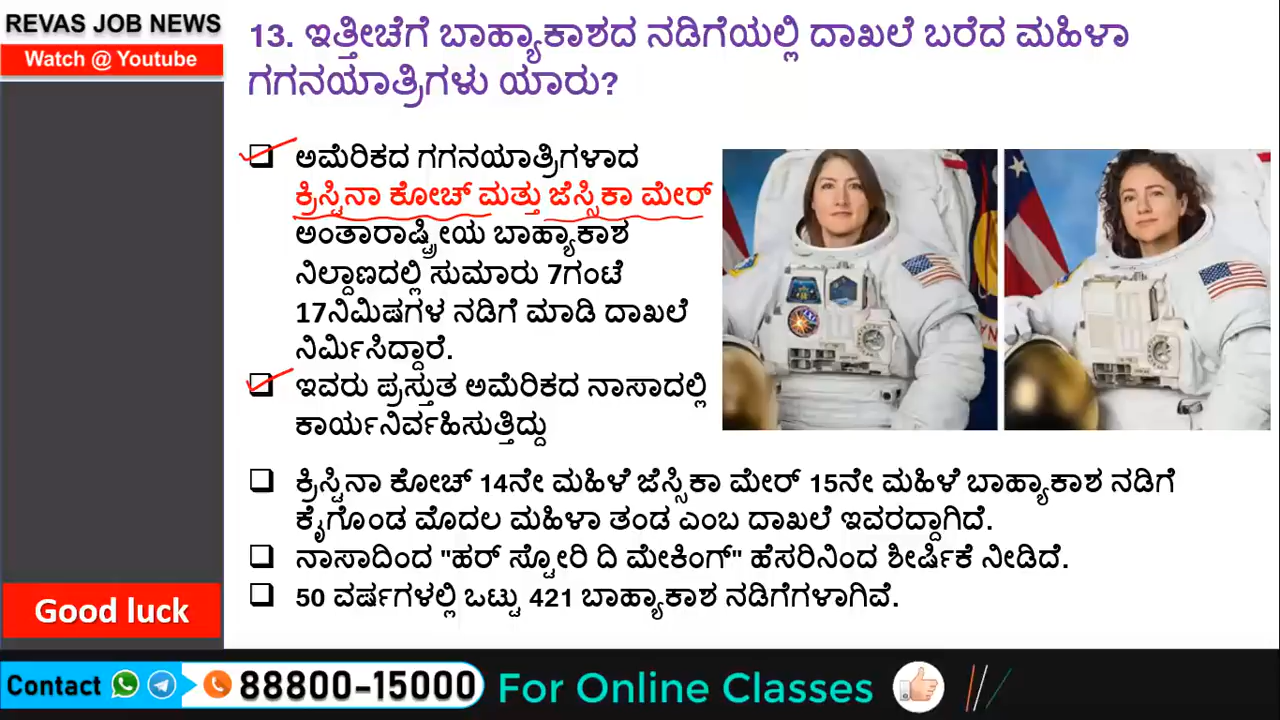 REVAS JOB NEWS
Watch @ Youtube
13. ಇತ್ತೀಚೆಗೆ ಬಾಹ್ಯಾಕಾಶದ ನಡಿಗೆಯಲ್ಲಿ ದಾಖಲೆ ಬರೆದ ಮಹಿಳಾ
ಗಗನಯಾತ್ರಿಗಳು ಯಾರು?
ಅಮೆರಿಕದ ಗಗನಯಾತ್ರಿಗಳಾದ
ಕ್ರಿಸ್ಟಿನಾ ಕೋಚ್ ಮತ್ತು ಜೆಸ್ಸಿಕಾ ಮೇರ್
ಅಂತಾರಾಷ್ಟ್ರೀಯ ಬಾಹ್ಯಾಕಾಶ
ನಿಲ್ದಾಣದಲ್ಲಿ ಸುಮಾರು 7ಗಂಟೆ
17ನಿಮಿಷಗಳ ನಡಿಗೆ ಮಾಡಿ ದಾಖಲೆ
ನಿರ್ಮಿಸಿದ್ದಾರೆ.
ಇವರು ಪ್ರಸ್ತುತ ಅಮೆರಿಕದ ನಾಸಾದಲ್ಲಿ
ಕಾರ್ಯನಿರ್ವಹಿಸುತ್ತಿದ್ದು
ಕ್ರಿಸ್ಟಿನಾ ಕೋಚ್ 14ನೇ ಮಹಿಳೆ ಜೆಸ್ಸಿಕಾ ಮೇರ್ 15ನೇ ಮಹಿಳೆ ಬಾಹ್ಯಾಕಾಶ ನಡಿಗೆ
ಕೈಗೊಂಡ ಮೊದಲ ಮಹಿಳಾ ತಂಡ ಎಂಬ ದಾಖಲೆ ಇವರದ್ದಾಗಿದೆ.
ನಾಸಾದಿಂದ "ಹರ್ ಸ್ಟೋರಿ ದಿ ಮೇಕಿಂಗ್" ಹೆಸರಿನಿಂದ ಶೀರ್ಷಿಕೆ ನೀಡಿದೆ.
50 ವರ್ಷಗಳಲ್ಲಿ ಒಟ್ಟು 421 ಬಾಹ್ಯಾಕಾಶ ನಡಿಗೆಗಳಾಗಿವೆ.
Good luck
Contact 88800-15000 For Online Classes